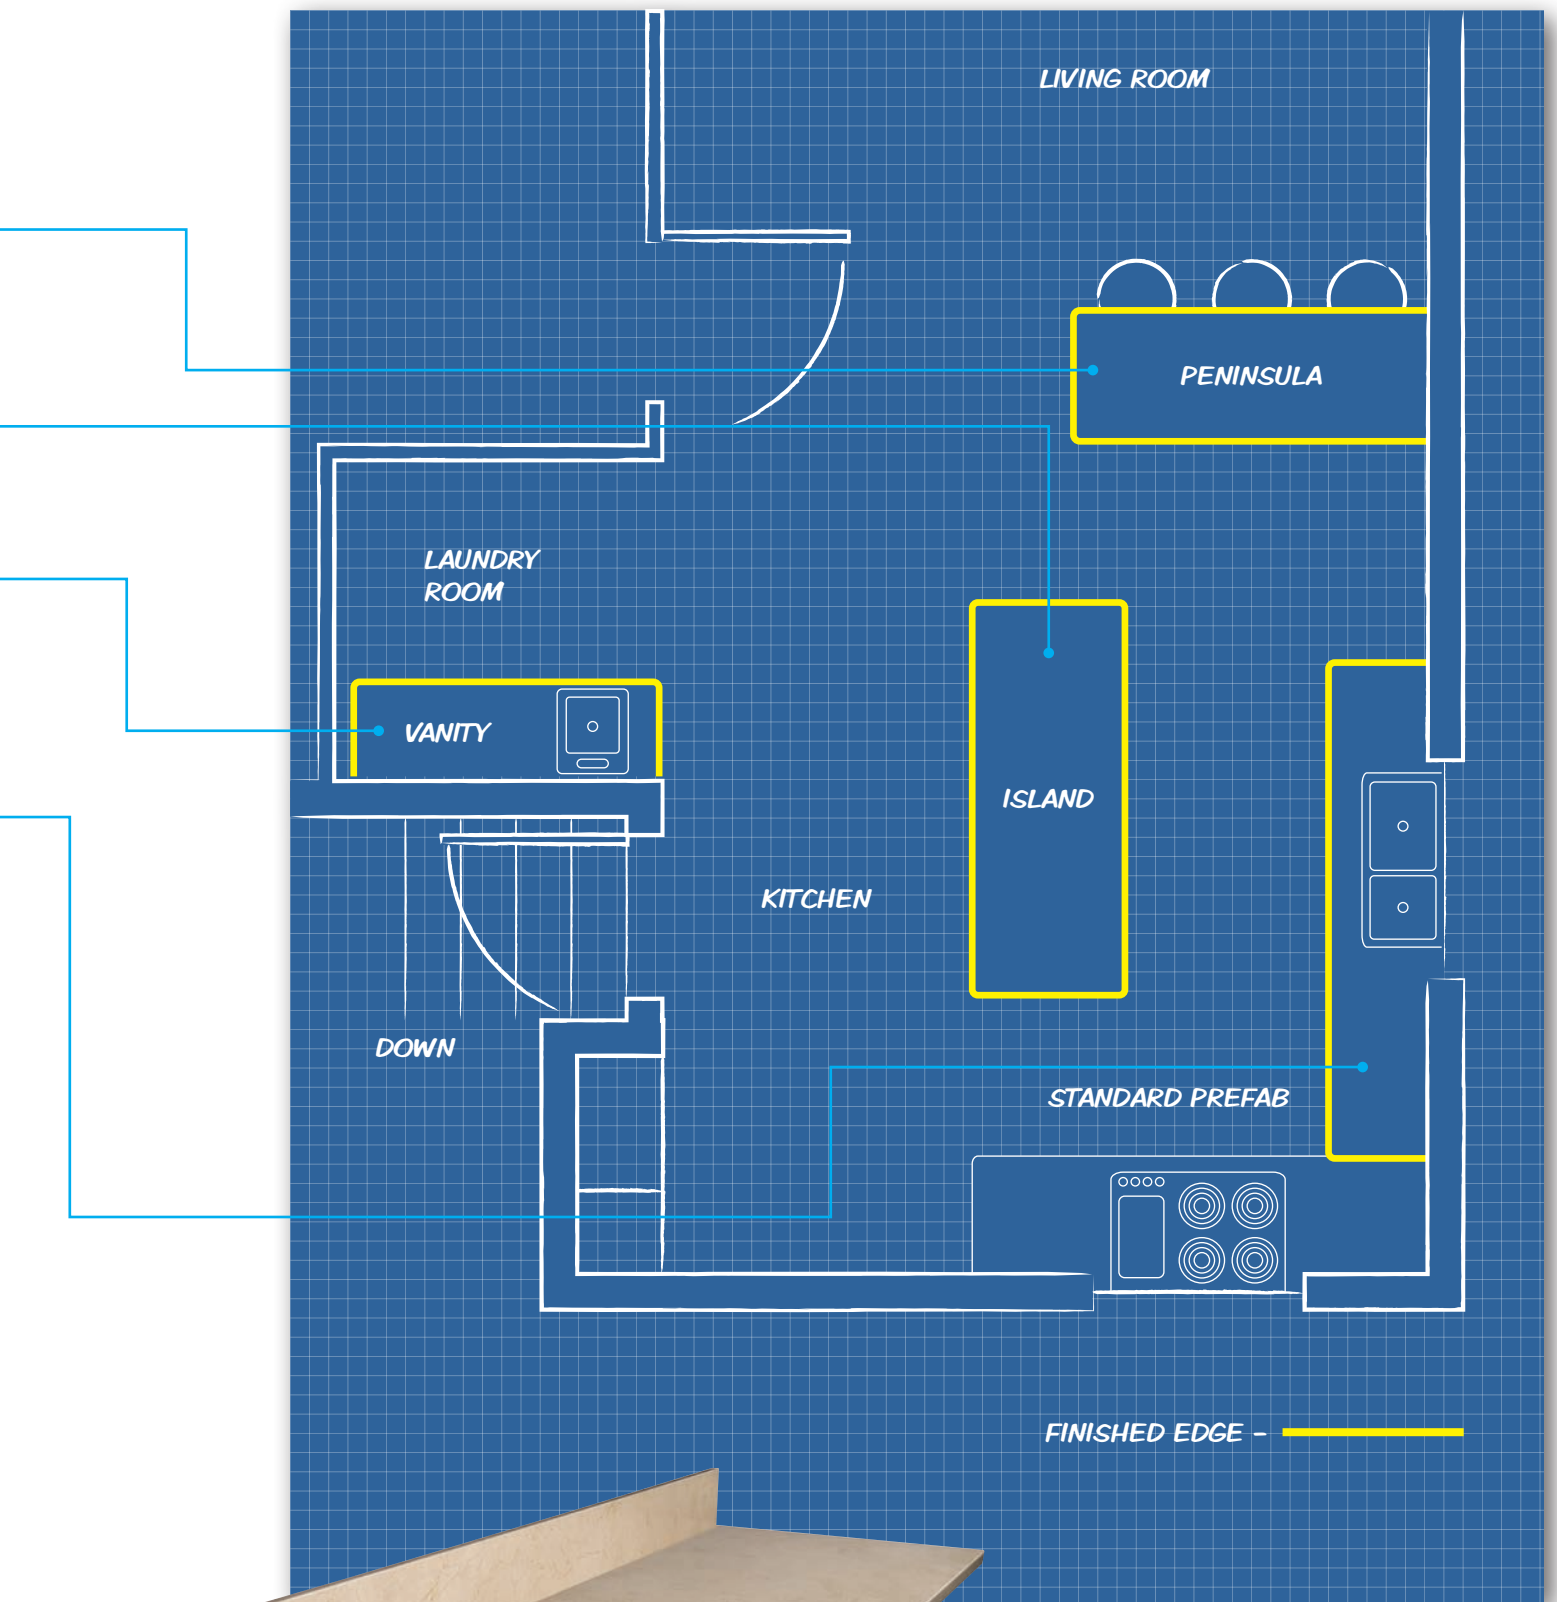 LIVING ROOM
PENINSULA
LAUNDRY
ROOM
VANITY
ISLAND
KITCHEN
DOWN
STANDARD PREFAB
FINISHED EDGE -